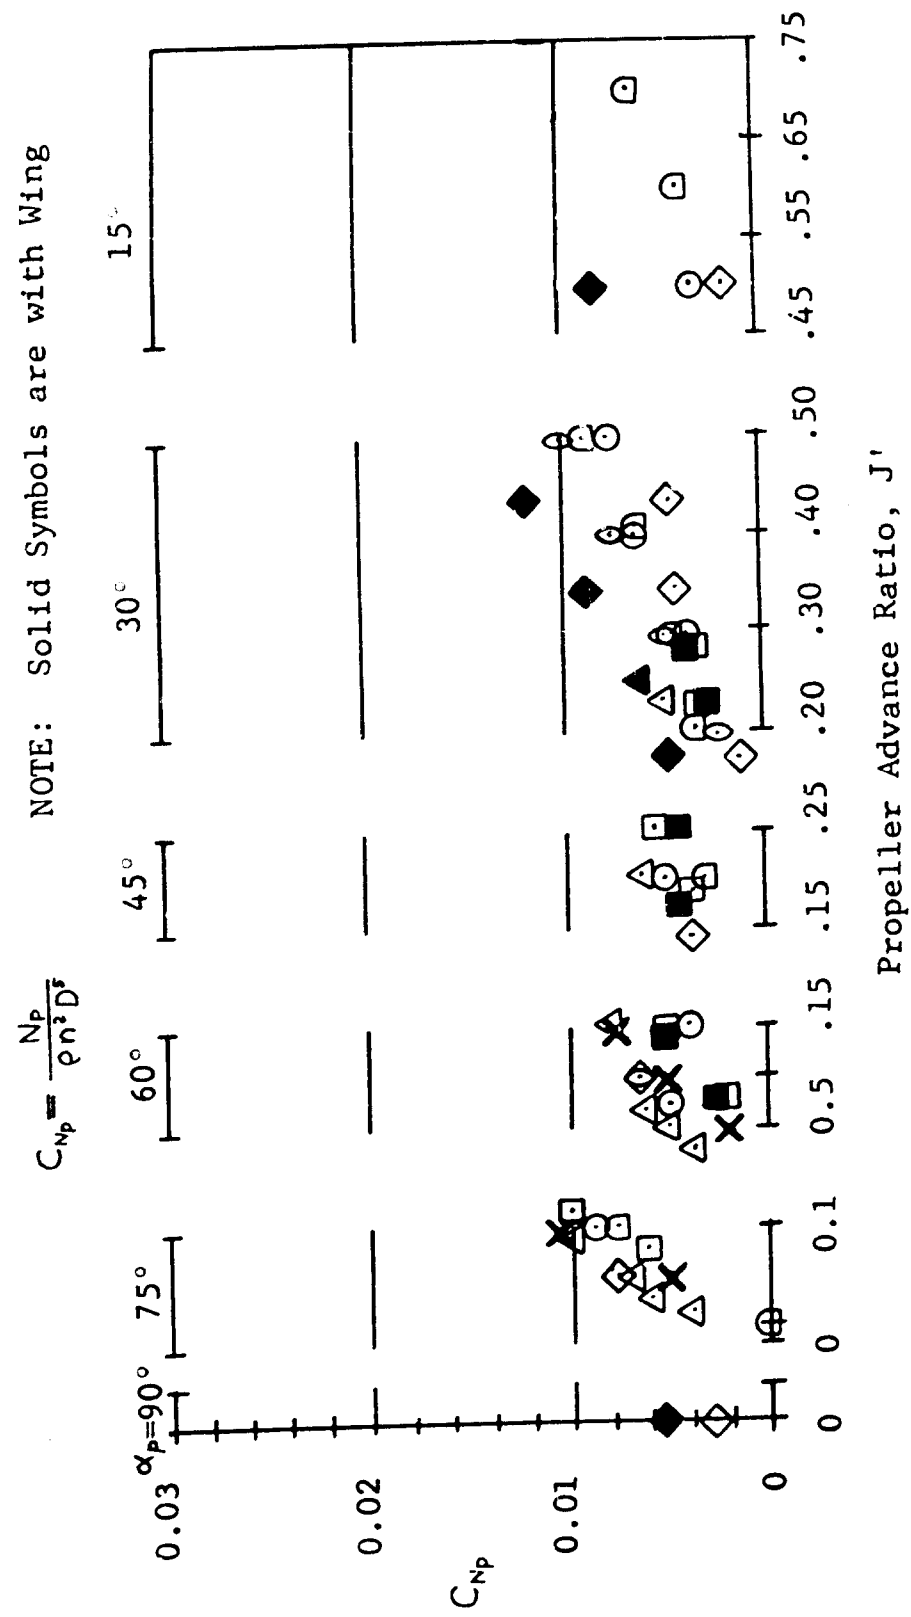 C_Np = N_p / ρn²D⁵
NOTE: Solid Symbols are with Wing
α_p=90° 75° 60° 45° 30° 15°
0.03
0.02
0.01
0
C_Np
0 0 0.1 0.5 .15 .15 .25 .20 .30 .40 .50 .45 .55 .65 .75
Propeller Advance Ratio, J'